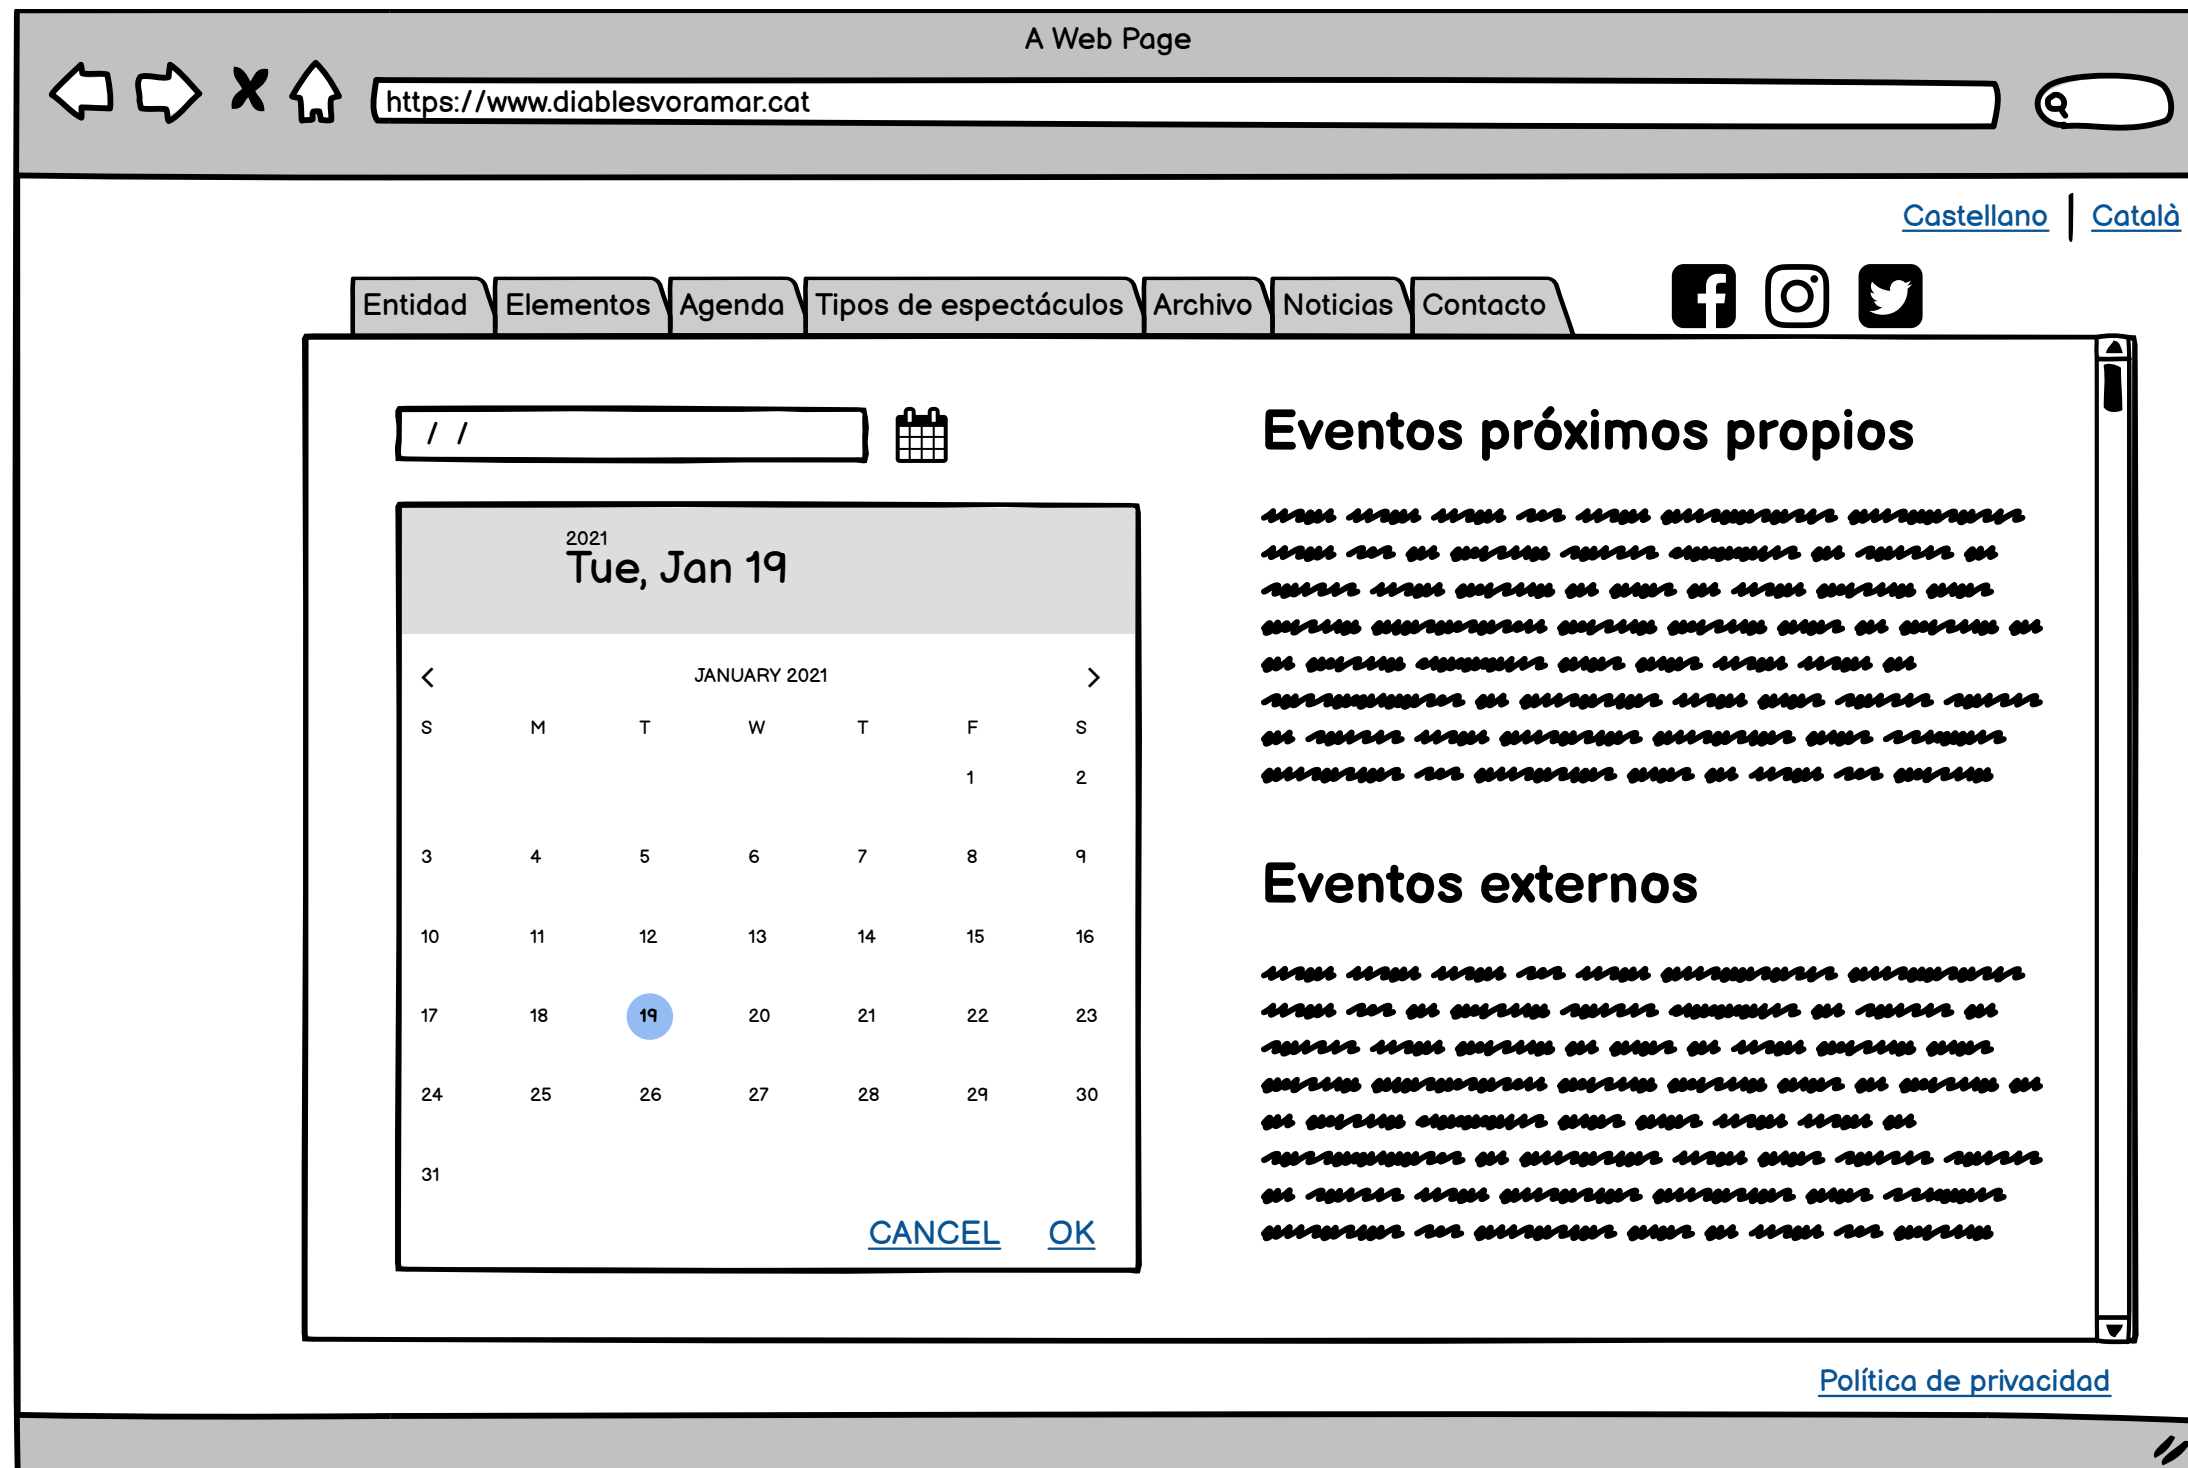 A Web Page
https://www.diablesvoramar.cat
Castellano | Català
Entidad Elementos Agenda Tipos de espectáculos Archivo Noticias Contacto
/ /
2021
Tue, Jan 19
JANUARY 2021
S M T W T F S
1 2
3 4 5 6 7 8 9
10 11 12 13 14 15 16
17 18 19 20 21 22 23
24 25 26 27 28 29 30
31
CANCEL OK
Eventos próximos propios
Eventos externos
Política de privacidad